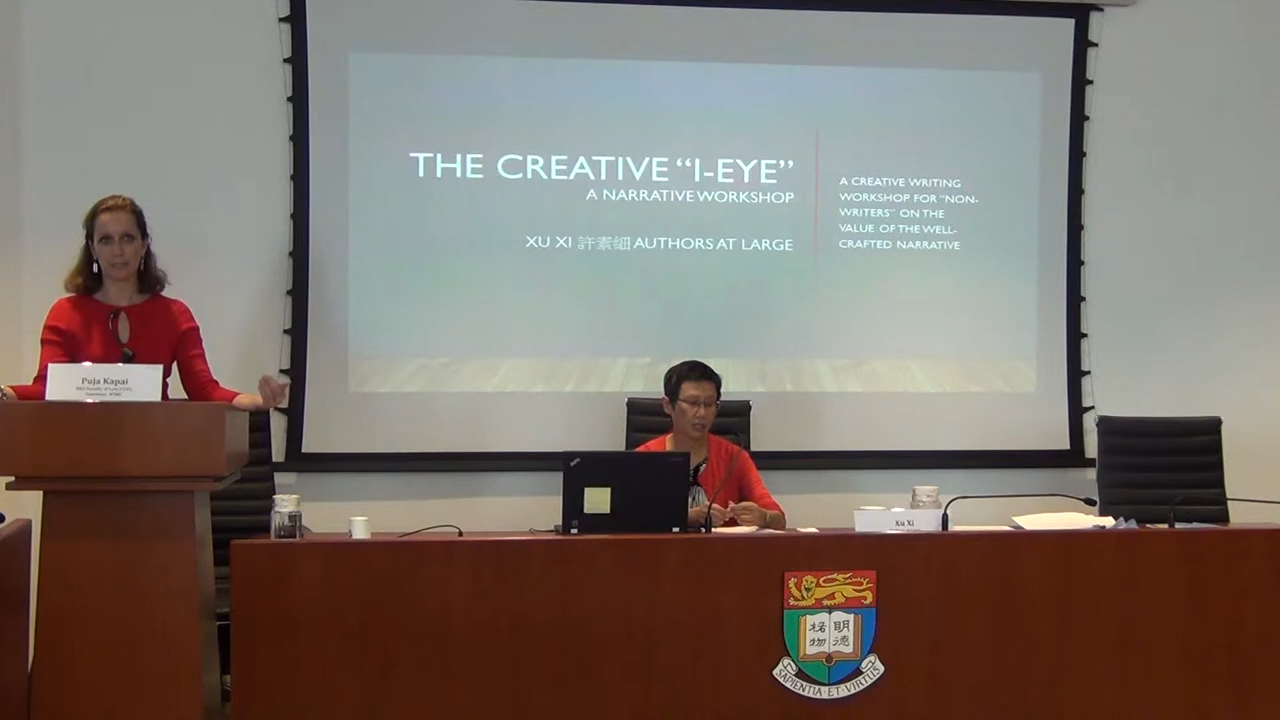 THE CREATIVE “I-EYE”
A NARRATIVE WORKSHOP
XU XI 許素細 AUTHORS AT LARGE
A CREATIVE WRITING
WORKSHOP FOR “NON-
WRITERS” ON THE
VALUE OF THE WELL-
CRAFTED NARRATIVE
Puja Kapai
Xu Xi
明德
格物
SAPIENTIA·ET·VIRTUS